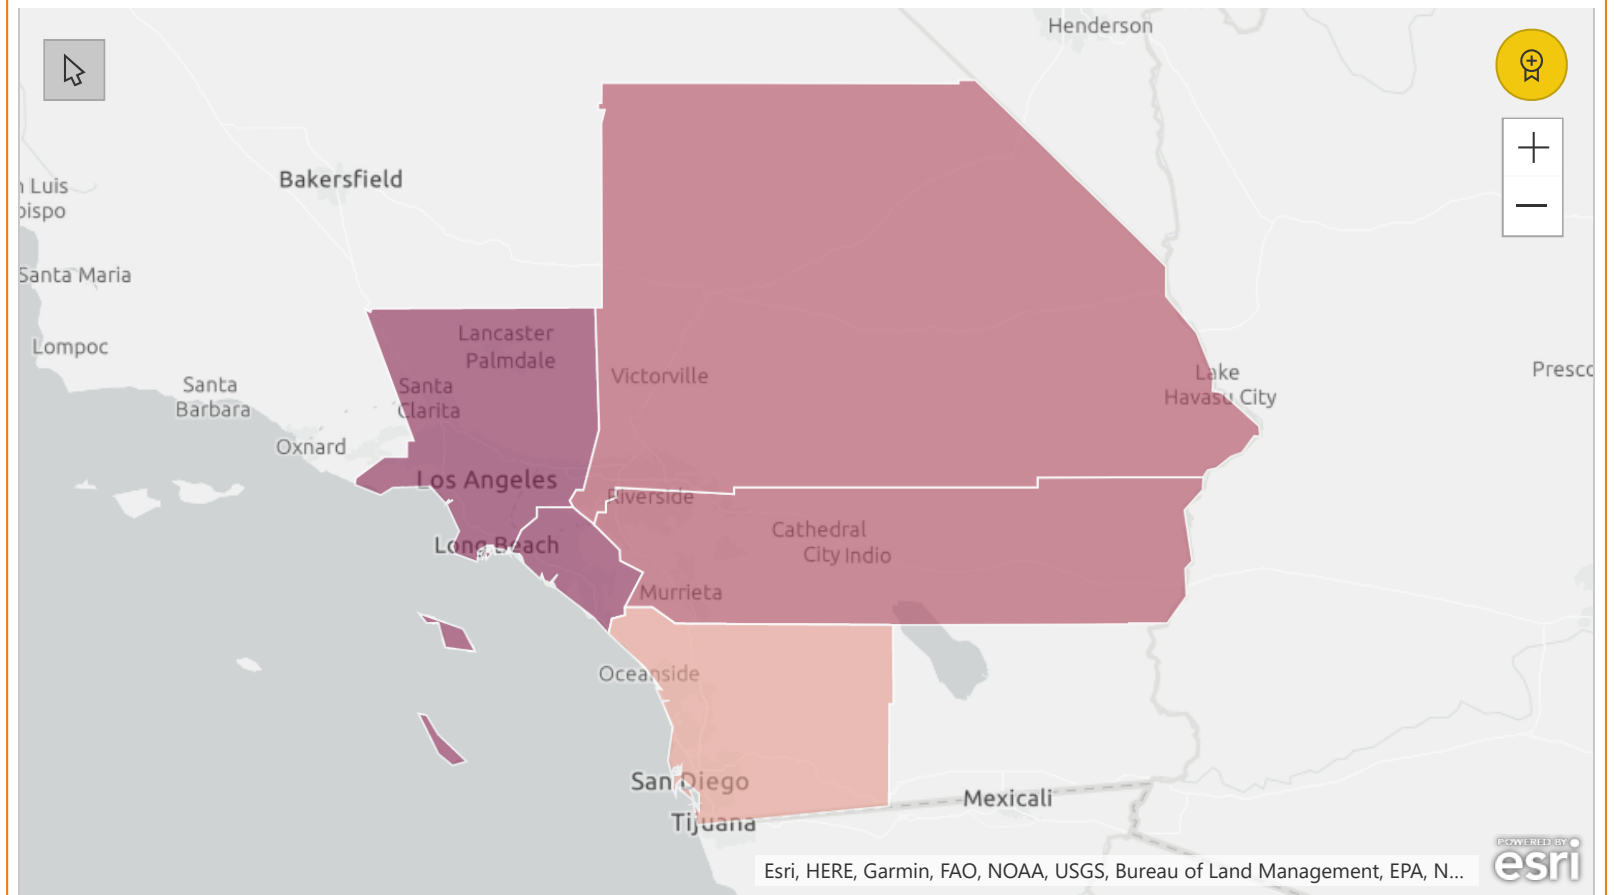 Henderson
Bakersfield
Luis
Santa Maria
Lompoc
Santa
Barbara
Oxnard
Lancaster
Palmdale
Santa
Clarita
Victorville
Lake
Havasu City
Los Angeles
Riverside
Long Beach
Cathedral
City Indio
Murrieta
Oceanside
San Diego
Tijuana
Mexicali
Esri, HERE, Garmin, FAO, NOAA, USGS, Bureau of Land Management, EPA, N...
POWERED BY
esri